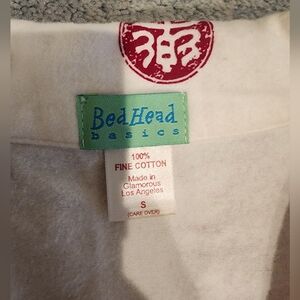 Bed Head
basics
100%
FINE COTTON
Made in
Glamorous
Los Angeles
S
(CARE OVER)